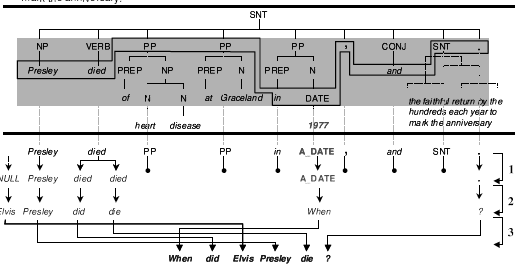 mark the anniversary.
SNT
NP VERB PP PP PP , CONJ SNT .
Presley died PREP NP PREP N PREP N and
of N N at Graceland in DATE
heart disease 1977
the faithful return by the
hundreds each year to
mark the anniversary
Presley died PP PP in A_DATE , and SNT . 1
NULL Presley died died A_DATE . 2
Elvis Presley did die When ? 3
When did Elvis Presley die ?